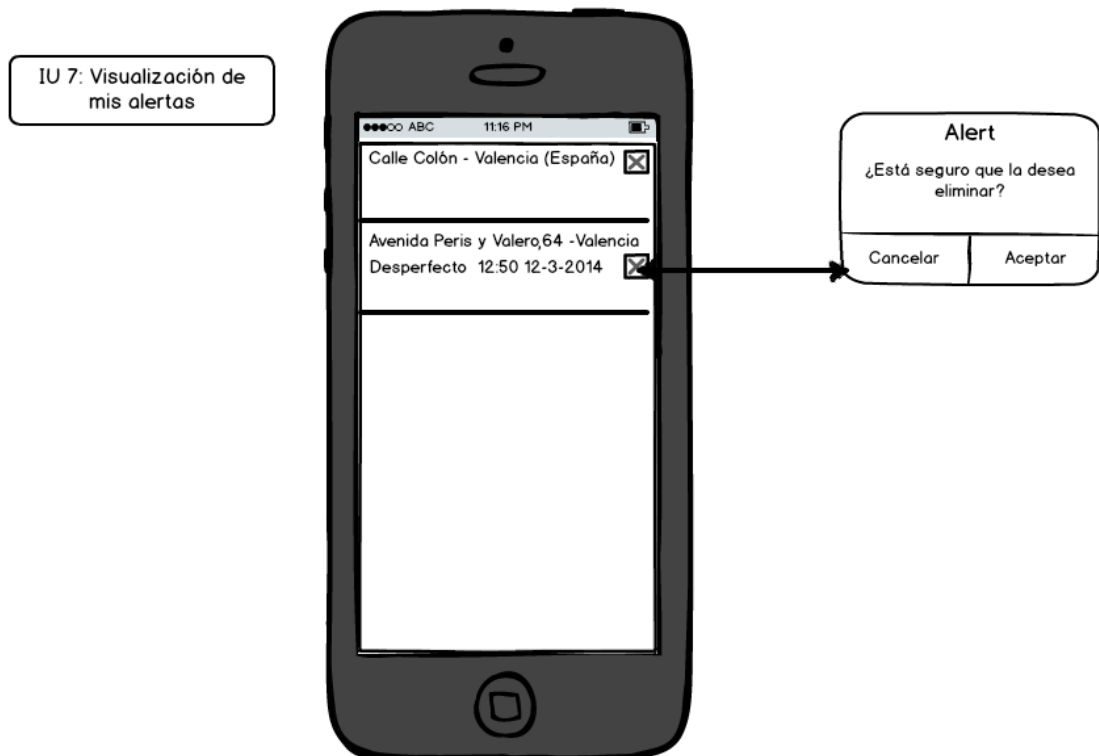 IU 7: Visualización de
mis alertas
ABC 11:16 PM
Calle Colón - Valencia (España)
Avenida Peris y Valero,64 -Valencia
Desperfecto 12:50 12-3-2014
Alert
¿Está seguro que la desea
eliminar?
Cancelar Aceptar